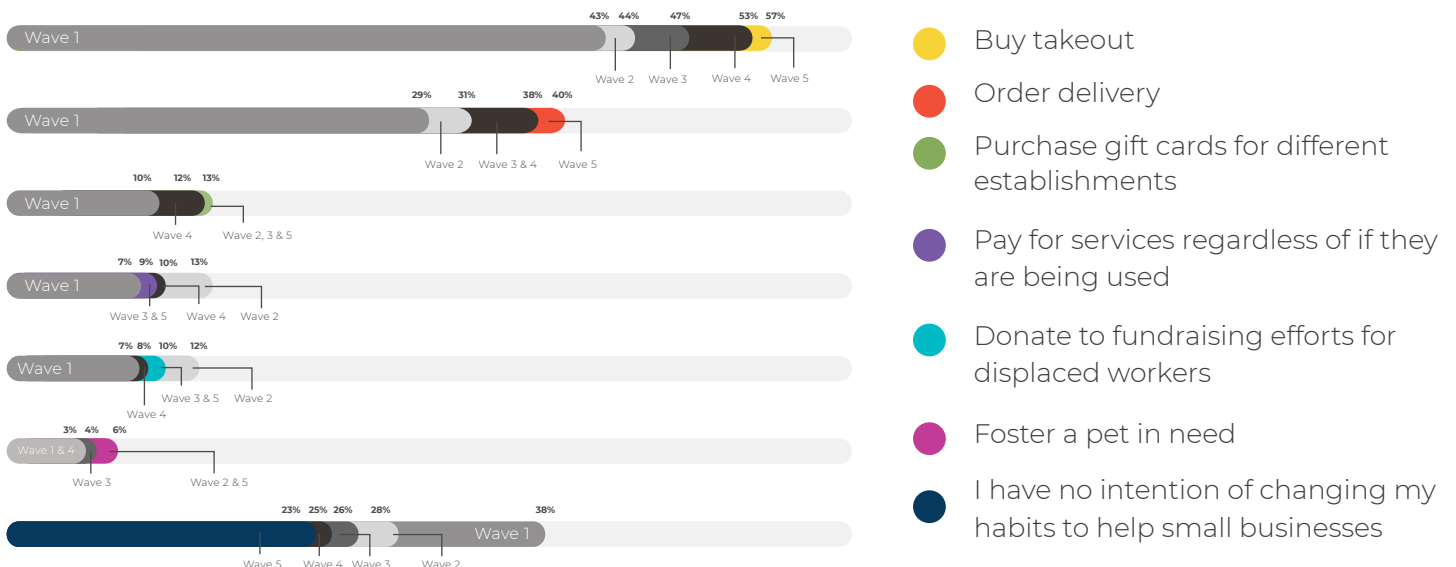 43% 44% 47% 53% 57%
Wave 1
Wave 2 Wave 3 Wave 4 Wave 5
29% 31% 38% 40%
Wave 1
Wave 2 Wave 3 & 4 Wave 5
10% 12% 13%
Wave 1
Wave 4 Wave 2, 3 & 5
7% 9% 10% 13%
Wave 1
Wave 3 & 5 Wave 4 Wave 2
7% 8% 10% 12%
Wave 1
Wave 3 & 5 Wave 2
Wave 4
3% 4% 6%
Wave 1 & 4
Wave 3 Wave 2 & 5
23% 25% 26% 28% 38%
Wave 1
Wave 5 Wave 4 Wave 3 Wave 2
Buy takeout
Order delivery
Purchase gift cards for different
establishments
Pay for services regardless of if they
are being used
Donate to fundraising efforts for
displaced workers
Foster a pet in need
I have no intention of changing my
habits to help small businesses